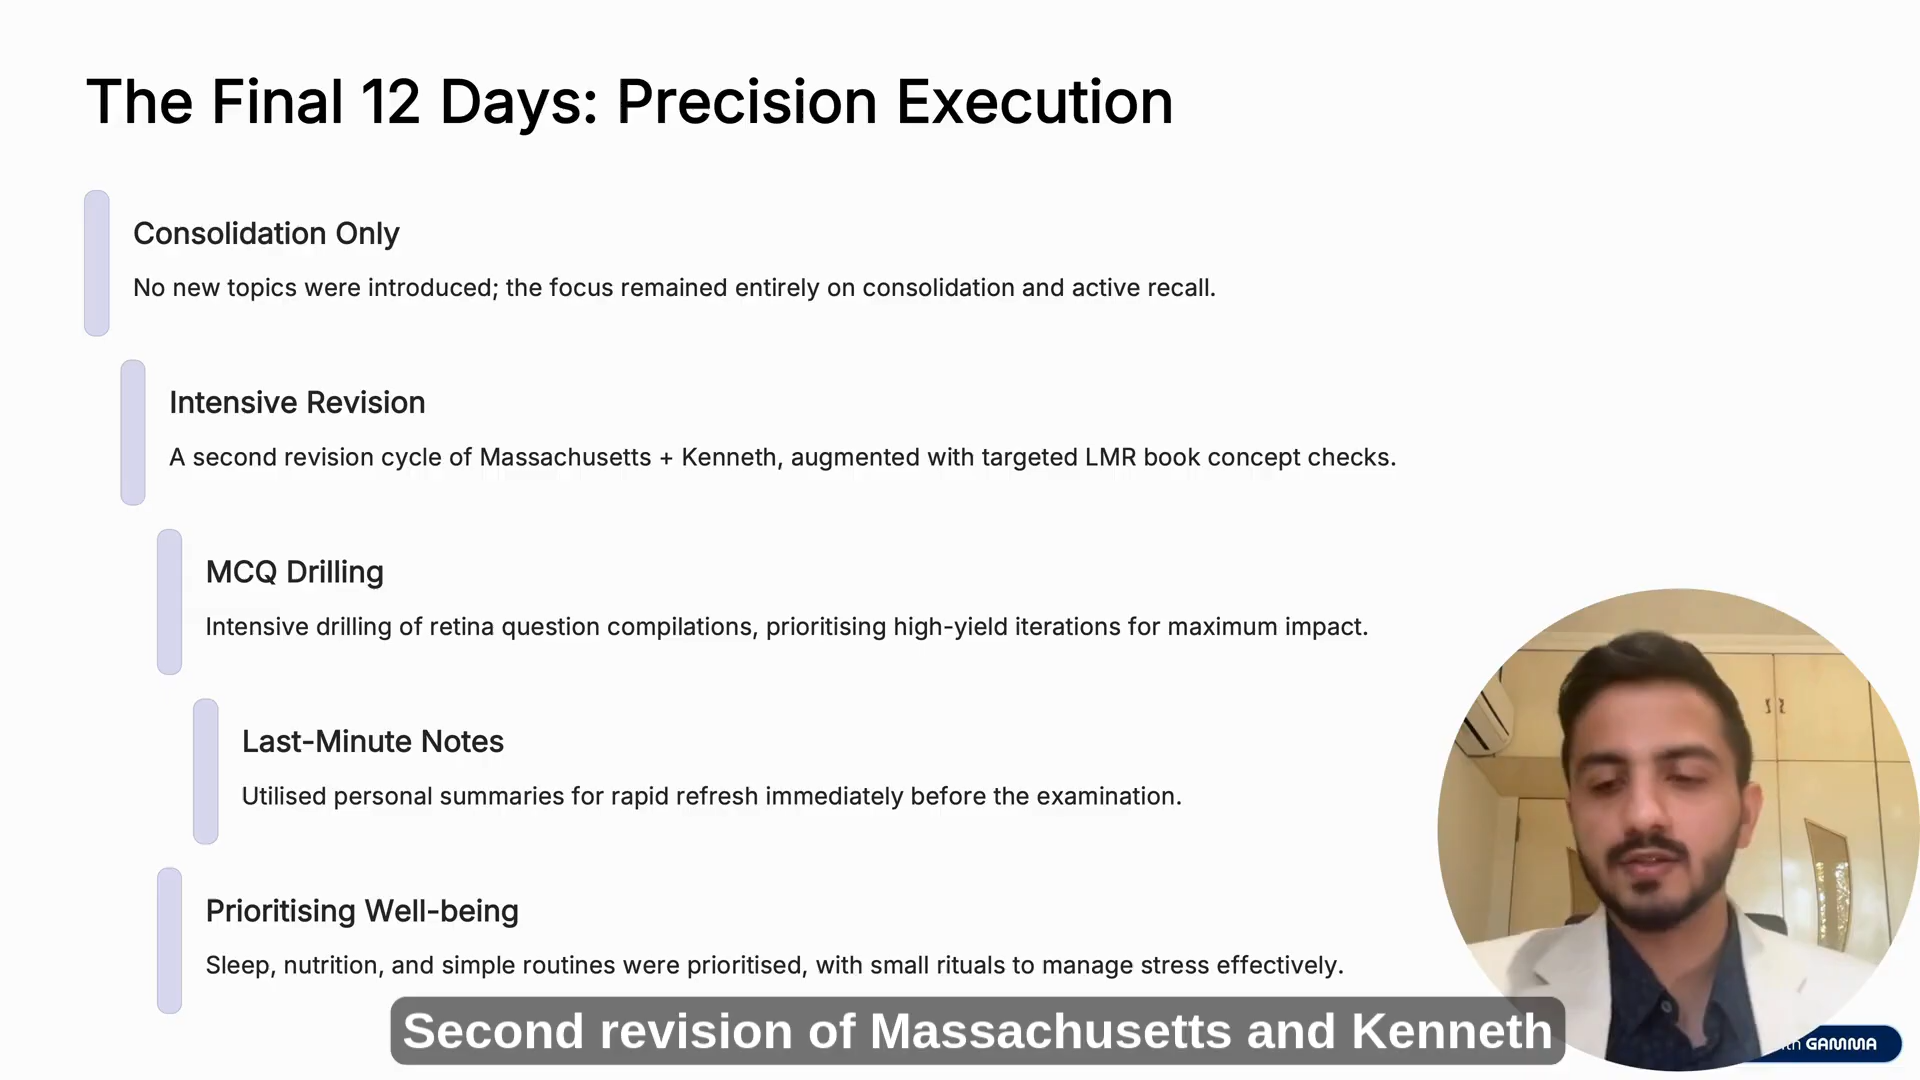 The Final 12 Days: Precision Execution
Consolidation Only
No new topics were introduced; the focus remained entirely on consolidation and active recall.
Intensive Revision
A second revision cycle of Massachusetts + Kenneth, augmented with targeted LMR book concept checks.
MCQ Drilling
Intensive drilling of retina question compilations, prioritising high-yield iterations for maximum impact.
Last-Minute Notes
Utilised personal summaries for rapid refresh immediately before the examination.
Prioritising Well-being
Sleep, nutrition, and simple routines were prioritised, with small rituals to manage stress effectively.
Second revision of Massachusetts and Kenneth
GAMMA